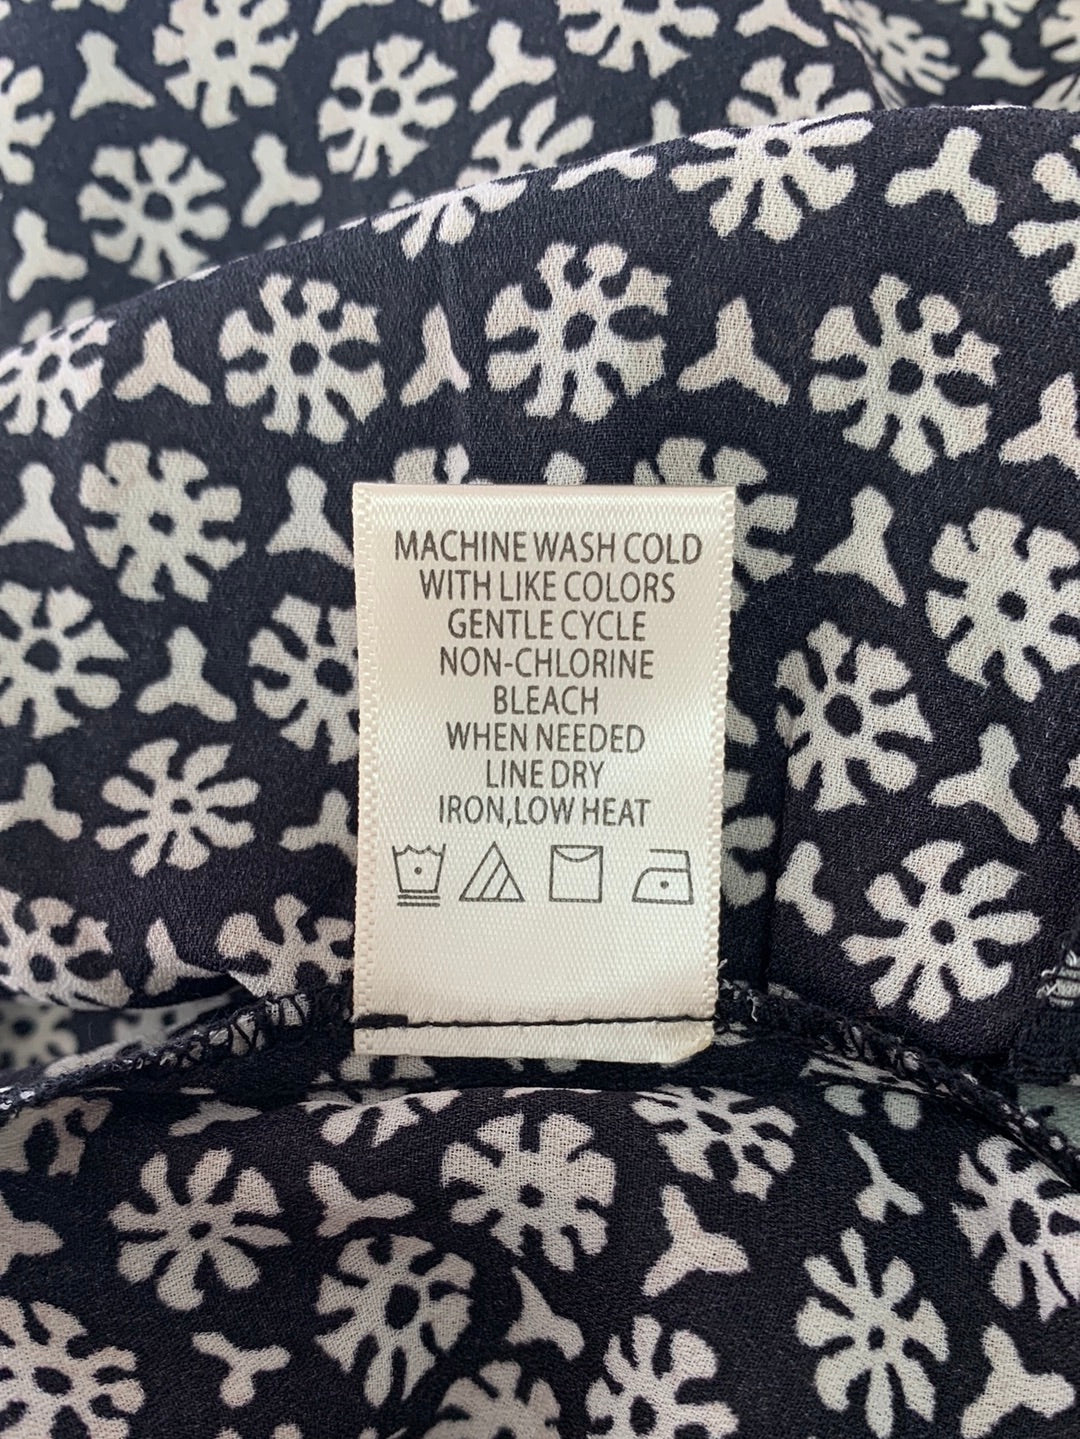 MACHINE WASH COLD
WITH LIKE COLORS
GENTLE CYCLE
NON-CHLORINE
BLEACH
WHEN NEEDED
LINE DRY
IRON,LOW HEAT